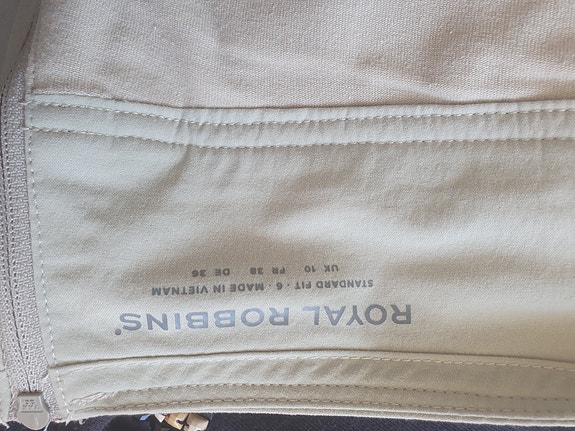 ROYAL ROBBINS®
STANDARD FIT · 6 · MADE IN VIETNAM
UK 10 FR 38 DE 36